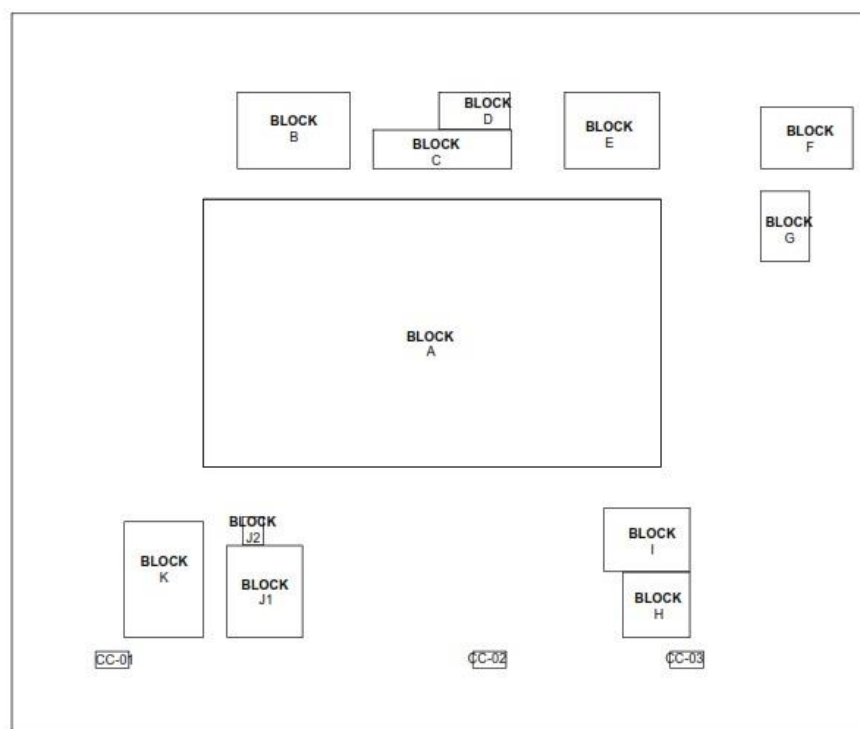 BLOCK
B
BLOCK
D
BLOCK
C
BLOCK
E
BLOCK
F
BLOCK
G
BLOCK
A
BLOCK
K
BLOCK
J2
BLOCK
J1
BLOCK
I
BLOCK
H
CC-01
CC-02
CC-03